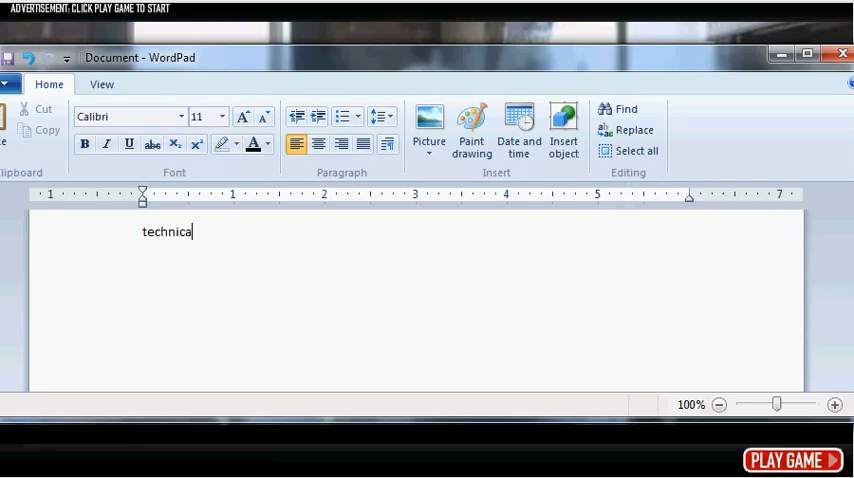 ADVERTISEMENT: CLICK PLAY GAME TO START
Document - WordPad
Home View
Cut
Copy
Calibri 11
Find
Replace
Select all
Picture
Paint drawing
Date and time
Insert object
B I U abc X₂ X²
A
lipboard Font Paragraph Insert Editing
1 1 2 3 4 5 7
technica
100%
PLAY GAME